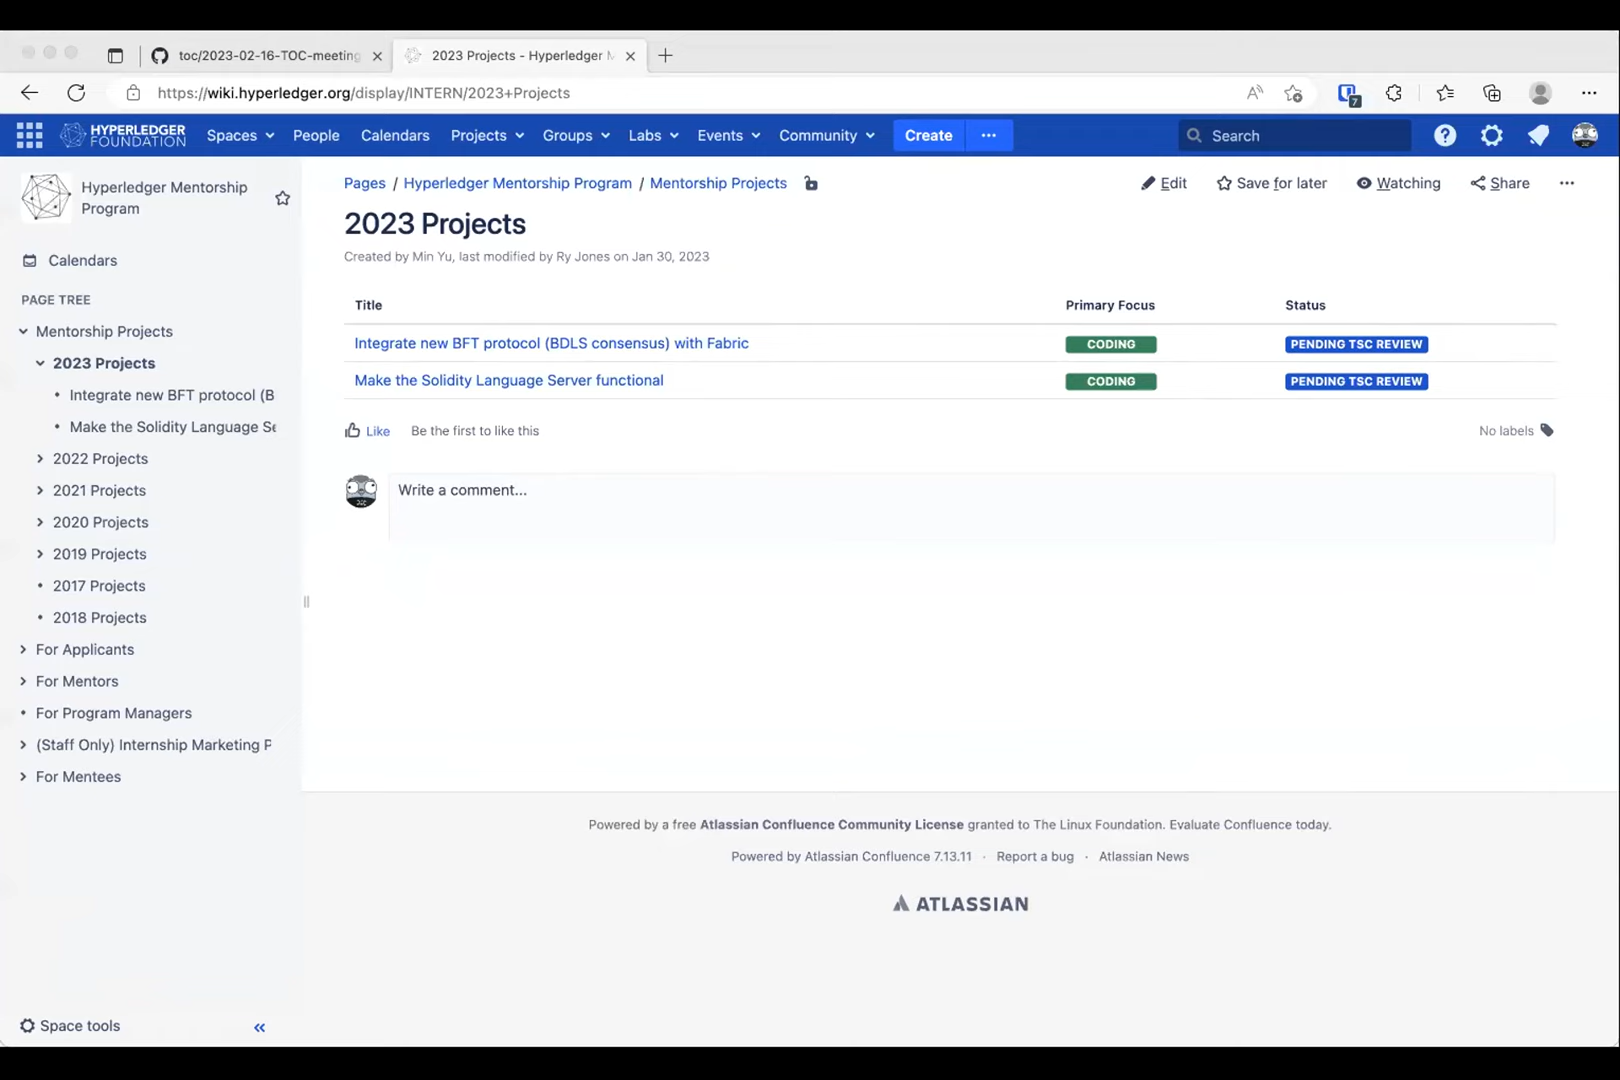 toc/2023-02-16-TOC-meeting
2023 Projects - Hyperledger M
https://wiki.hyperledger.org/display/INTERN/2023+Projects
7
HYPERLEDGER
FOUNDATION
Spaces
People
Calendars
Projects
Groups
Labs
Events
Community
Create
Search
Hyperledger Mentorship
Program
Calendars
PAGE TREE
Mentorship Projects
2023 Projects
Integrate new BFT protocol (B
Make the Solidity Language Se
2022 Projects
2021 Projects
2020 Projects
2019 Projects
2017 Projects
2018 Projects
For Applicants
For Mentors
For Program Managers
(Staff Only) Internship Marketing P
For Mentees
Space tools
Pages / Hyperledger Mentorship Program / Mentorship Projects
Edit
Save for later
Watching
Share
2023 Projects
Created by Min Yu, last modified by Ry Jones on Jan 30, 2023
Title Primary Focus Status
Integrate new BFT protocol (BDLS consensus) with Fabric CODING PENDING TSC REVIEW
Make the Solidity Language Server functional CODING PENDING TSC REVIEW
Like Be the first to like this
No labels
Write a comment...
Powered by a free Atlassian Confluence Community License granted to The Linux Foundation. Evaluate Confluence today.
Powered by Atlassian Confluence 7.13.11 · Report a bug · Atlassian News
ATLASSIAN